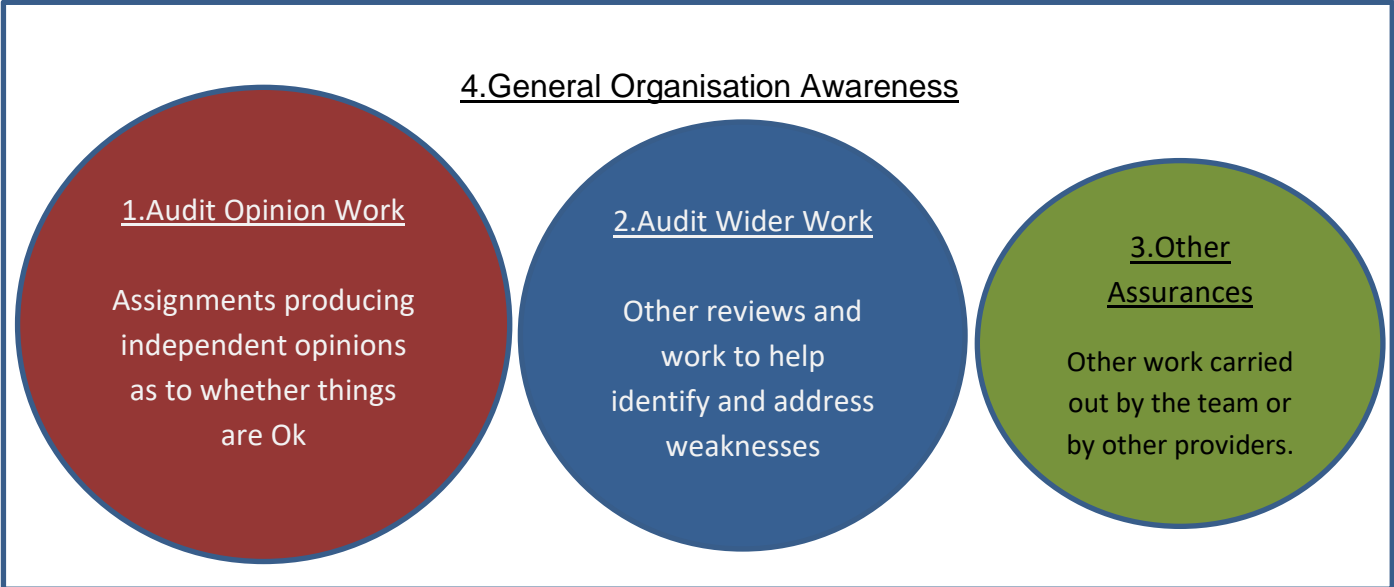 4.General Organisation Awareness
1.Audit Opinion Work
Assignments producing
independent opinions
as to whether things
are Ok
2.Audit Wider Work
Other reviews and
work to help
identify and address
weaknesses
3.Other
Assurances
Other work carried
out by the team or
by other providers.